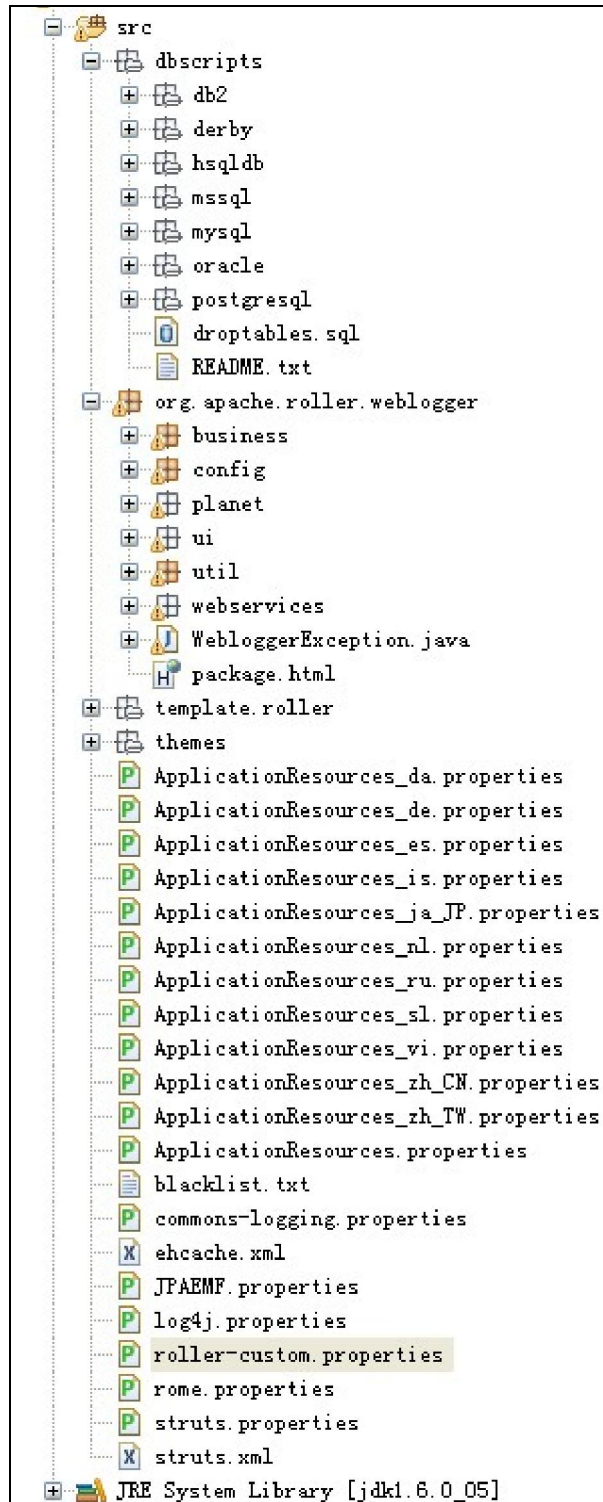 src
dbscripts
db2
derby
hsqldb
mssql
mysql
oracle
postgresql
droptables.sql
README.txt
org.apache.roller.weblogger
business
config
planet
ui
util
webservices
WebloggerException.java
package.html
template.roller
themes
ApplicationResources_da.properties
ApplicationResources_de.properties
ApplicationResources_es.properties
ApplicationResources_is.properties
ApplicationResources_ja_JP.properties
ApplicationResources_nl.properties
ApplicationResources_ru.properties
ApplicationResources_sl.properties
ApplicationResources_vi.properties
ApplicationResources_zh_CN.properties
ApplicationResources_zh_TW.properties
ApplicationResources.properties
blacklist.txt
commons-logging.properties
ehcache.xml
JPAEMF.properties
log4j.properties
roller-custom.properties
rome.properties
struts.properties
struts.xml
JRE System Library [jdk1.6.0_05]